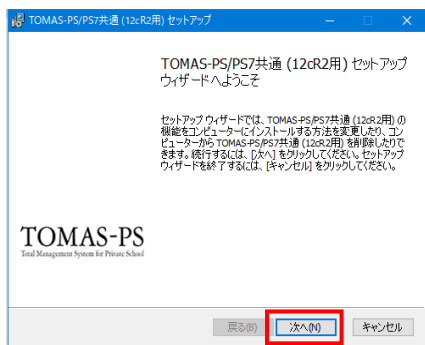 TOMAS-PS/PS7共通 (12cR2用) セットアップ
TOMAS-PS/PS7共通 (12cR2用) セットアップ
ウィザードへようこそ
セットアップ ウィザードでは、TOMAS-PS/PS7共通 (12cR2用) の
機能をコンピューターにインストールする方法を変更したり、コン
ピューターから TOMAS-PS/PS7共通 (12cR2用) を削除したりで
きます。続行するには、[次へ] をクリックしてください。セットアップ
ウィザードを終了するには、[キャンセル] をクリックしてください。
TOMAS-PS
Total Management System for Private School
戻る(B)
次へ(N)
キャンセル